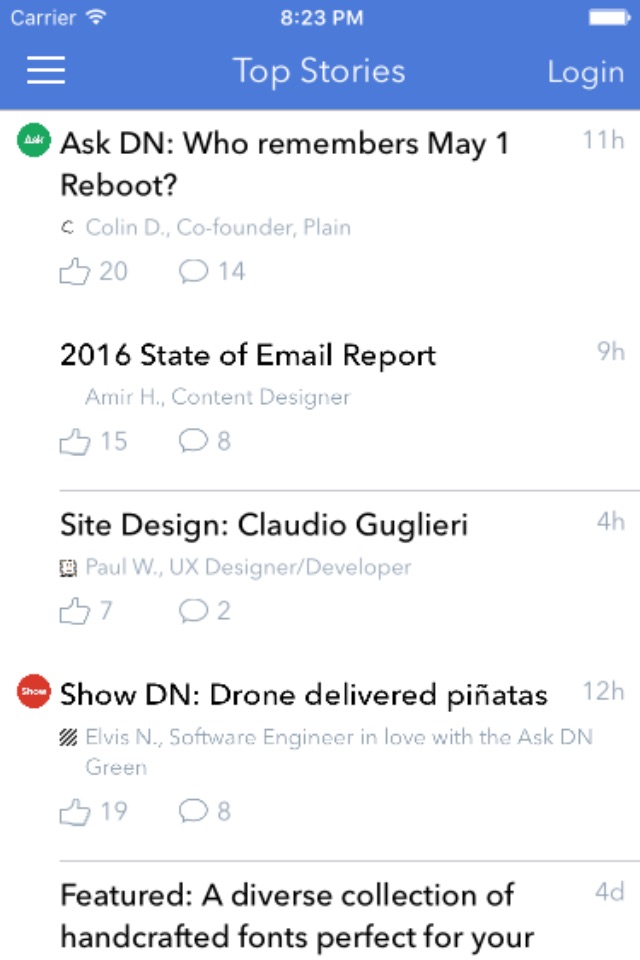 Carrier 8:23 PM
Top Stories Login
Ask Ask DN: Who remembers May 1 11h
Reboot?
C Colin D., Co-founder, Plain
20 14
2016 State of Email Report 9h
Amir H., Content Designer
15 8
Site Design: Claudio Guglieri 4h
Paul W., UX Designer/Developer
7 2
Show Show DN: Drone delivered piñatas 12h
Elvis N., Software Engineer in love with the Ask DN
Green
19 8
Featured: A diverse collection of 4d
handcrafted fonts perfect for your